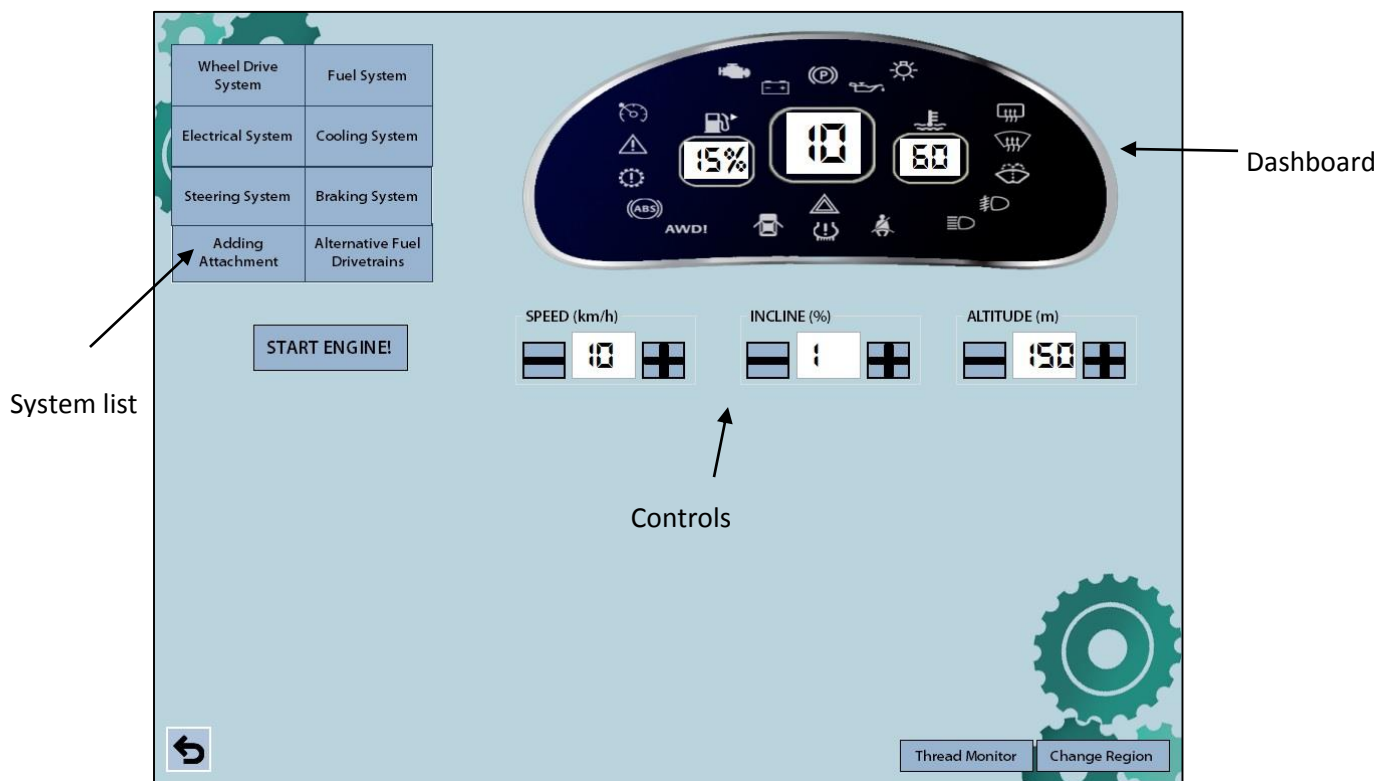 Wheel Drive
System
Fuel System
Electrical System
Cooling System
Steering System
Braking System
Adding
Attachment
Alternative Fuel
Drivetrains
START ENGINE!
(P)
15%
10
60
(ABS)
AWD!
SPEED (km/h)
10
INCLINE (%)
1
ALTITUDE (m)
150
Dashboard
System list
Controls
Thread Monitor
Change Region